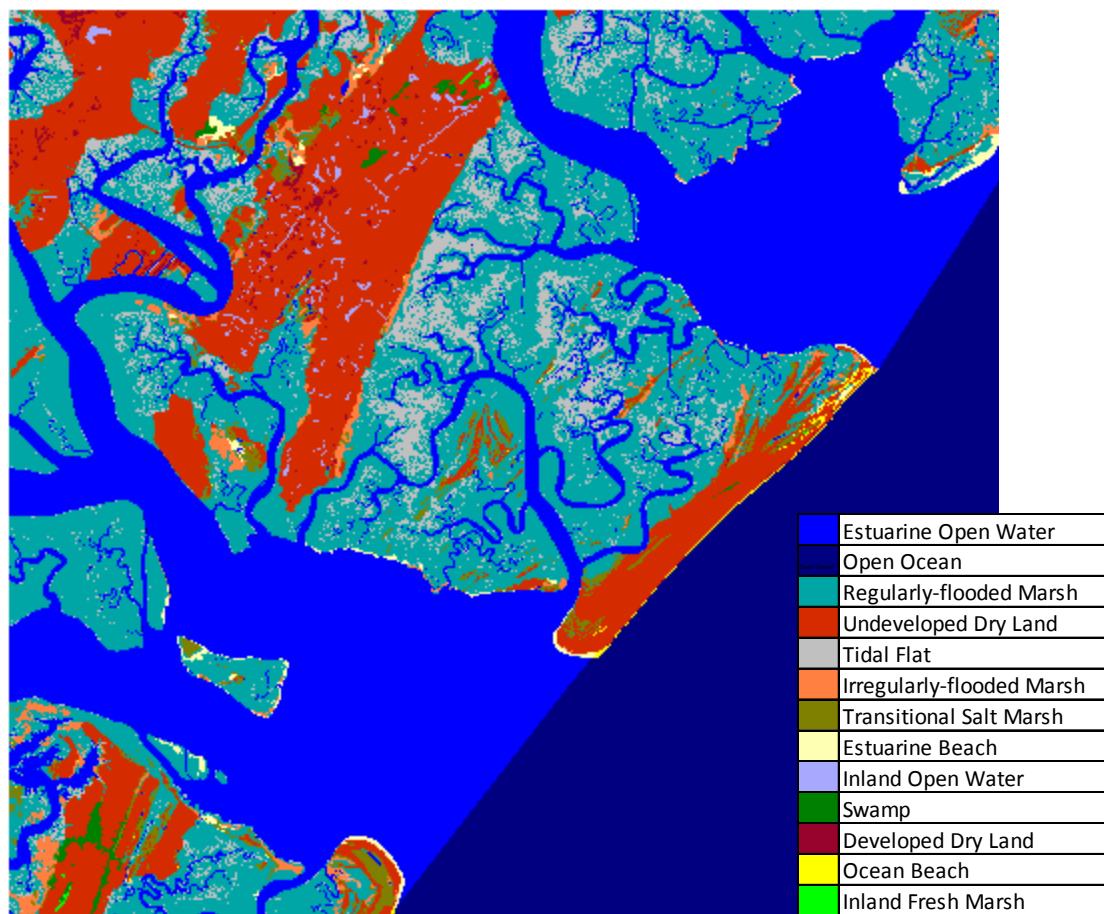 Estuarine Open Water
Open Ocean
Regularly-flooded Marsh
Undeveloped Dry Land
Tidal Flat
Irregularly-flooded Marsh
Transitional Salt Marsh
Estuarine Beach
Inland Open Water
Swamp
Developed Dry Land
Ocean Beach
Inland Fresh Marsh